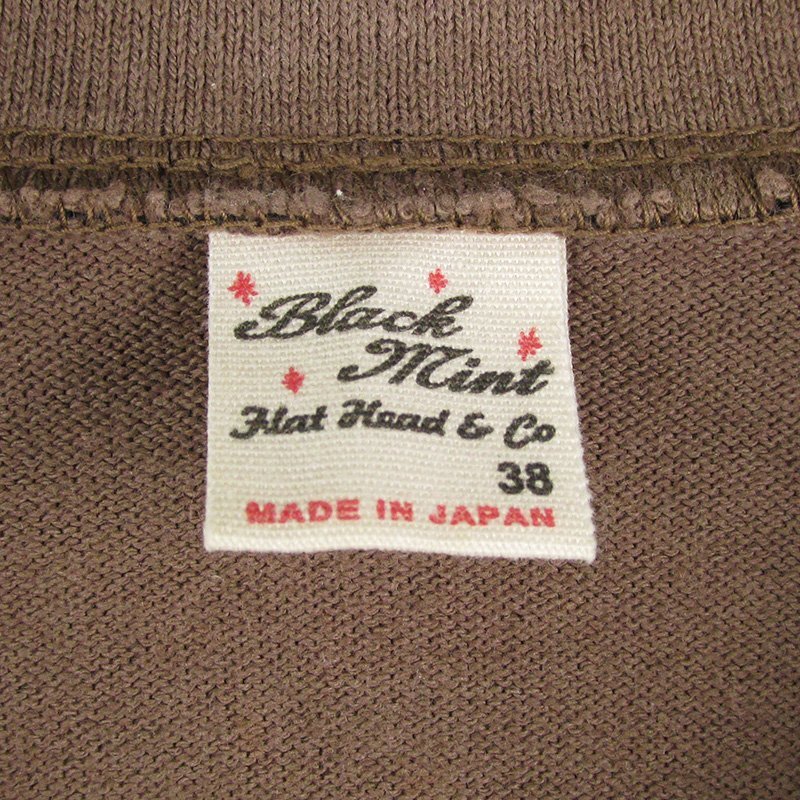 Black
Mint
Flat Head & Co
38
MADE IN JAPAN